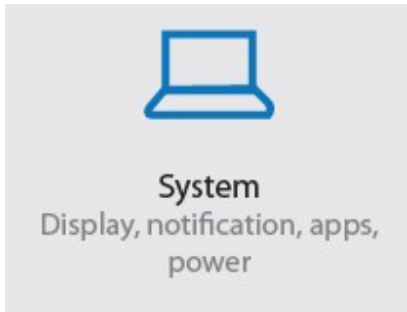 System
Display, notification, apps,
power